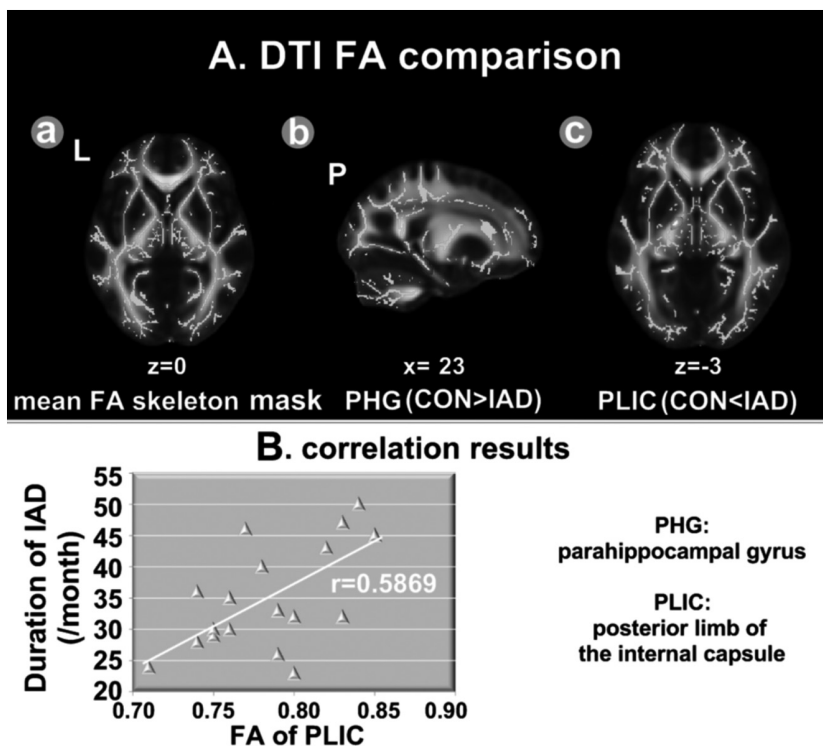 A. DTI FA comparison
a
b
c
L
P
z=0
x= 23
z=-3
mean FA skeleton mask
PHG(CON>IAD)
PLIC(CON<IAD)
B. correlation results
Duration of IAD
(/month)
55
50
45
40
35
30
25
20
r=0.5869
0.70
0.75
0.80
0.85
0.90
FA of PLIC
PHG:
parahippocampal gyrus
PLIC:
posterior limb of
the internal capsule